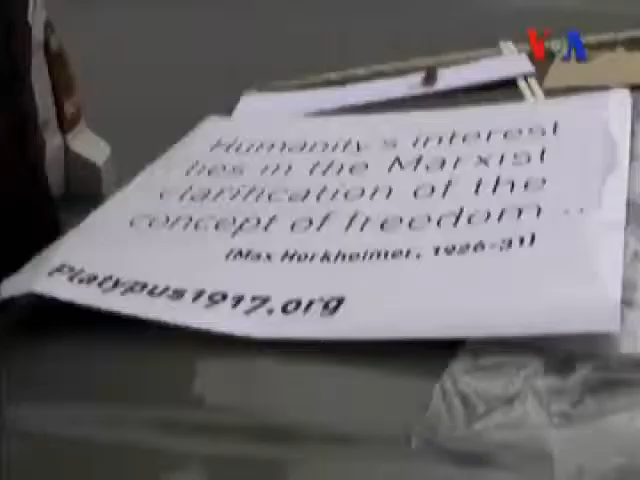 VOA
Humanity's interest
lies in the Marxist
clarification of the
concept of freedom ...
(Max Horkheimer, 1926-31)
Platypus1917.org